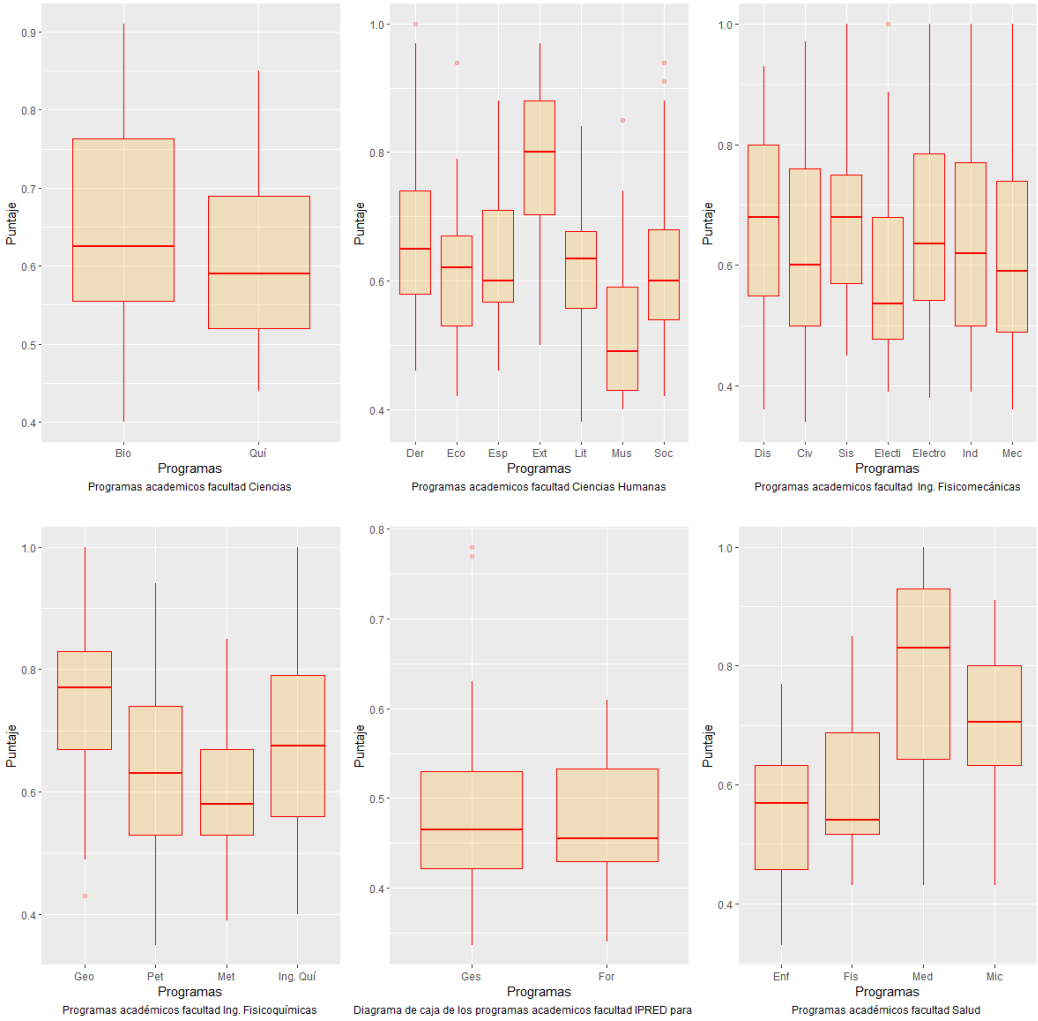 Puntaje
0.9
0.8
0.7
0.6
0.5
0.4
Bio Quí
Programas
Programas academicos facultad Ciencias
Puntaje
1.0
0.8
0.6
0.4
Der Eco Esp Ext Lit Mus Soc
Programas
Programas academicos facultad Ciencias Humanas
Puntaje
1.0
0.8
0.6
0.4
Dis Civ Sis Electi Electro Ind Mec
Programas
Programas academicos facultad Ing. Fisicomecánicas
Puntaje
1.0
0.8
0.6
0.4
Geo Pet Met Ing. Quí
Programas
Programas académicos facultad Ing. Fisicoquímicas
Puntaje
0.8
0.7
0.6
0.5
0.4
Ges For
Programas
Diagrama de caja de los programas academicos facultad IPRED para
Puntaje
1.0
0.8
0.6
0.4
Enf Fis Med Mic
Programas
Programas académicos facultad Salud